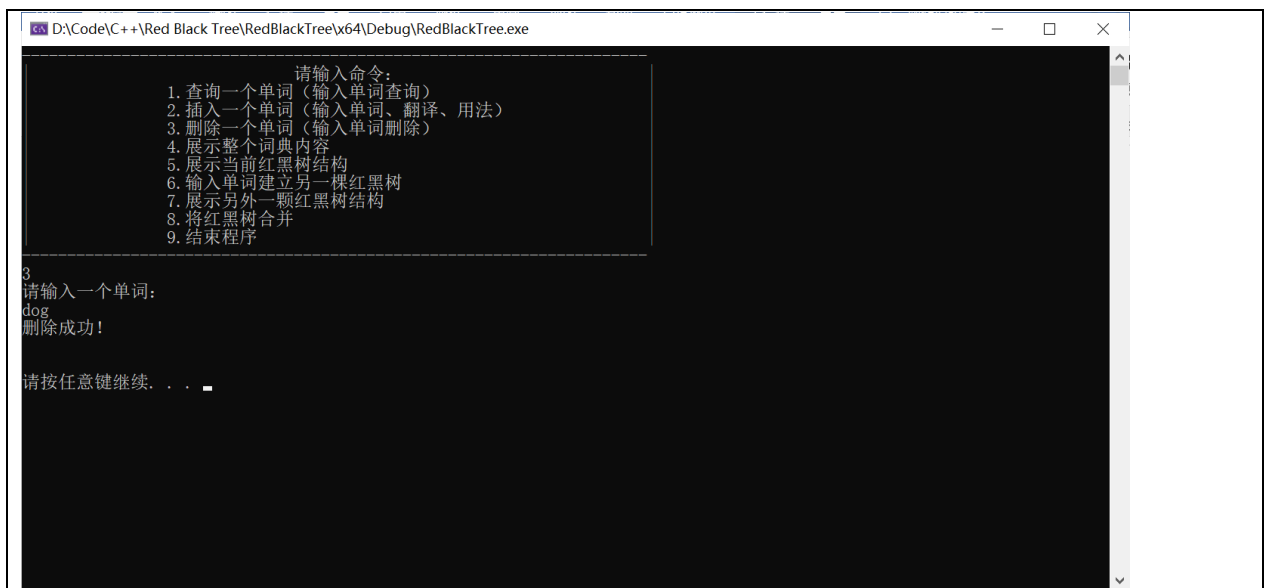 D:\Code\C++\Red Black Tree\RedBlackTree\x64\Debug\RedBlackTree.exe
请输入命令:
1.查询一个单词（输入单词查询）
2.插入一个单词（输入单词、翻译、用法）
3.删除一个单词（输入单词删除）
4.展示整个词典内容
5.展示当前红黑树结构
6.输入单词建立另一棵红黑树
7.展示另外一颗红黑树结构
8.将红黑树合并
9.结束程序
3
请输入一个单词:
dog
删除成功!
请按任意键继续. . .